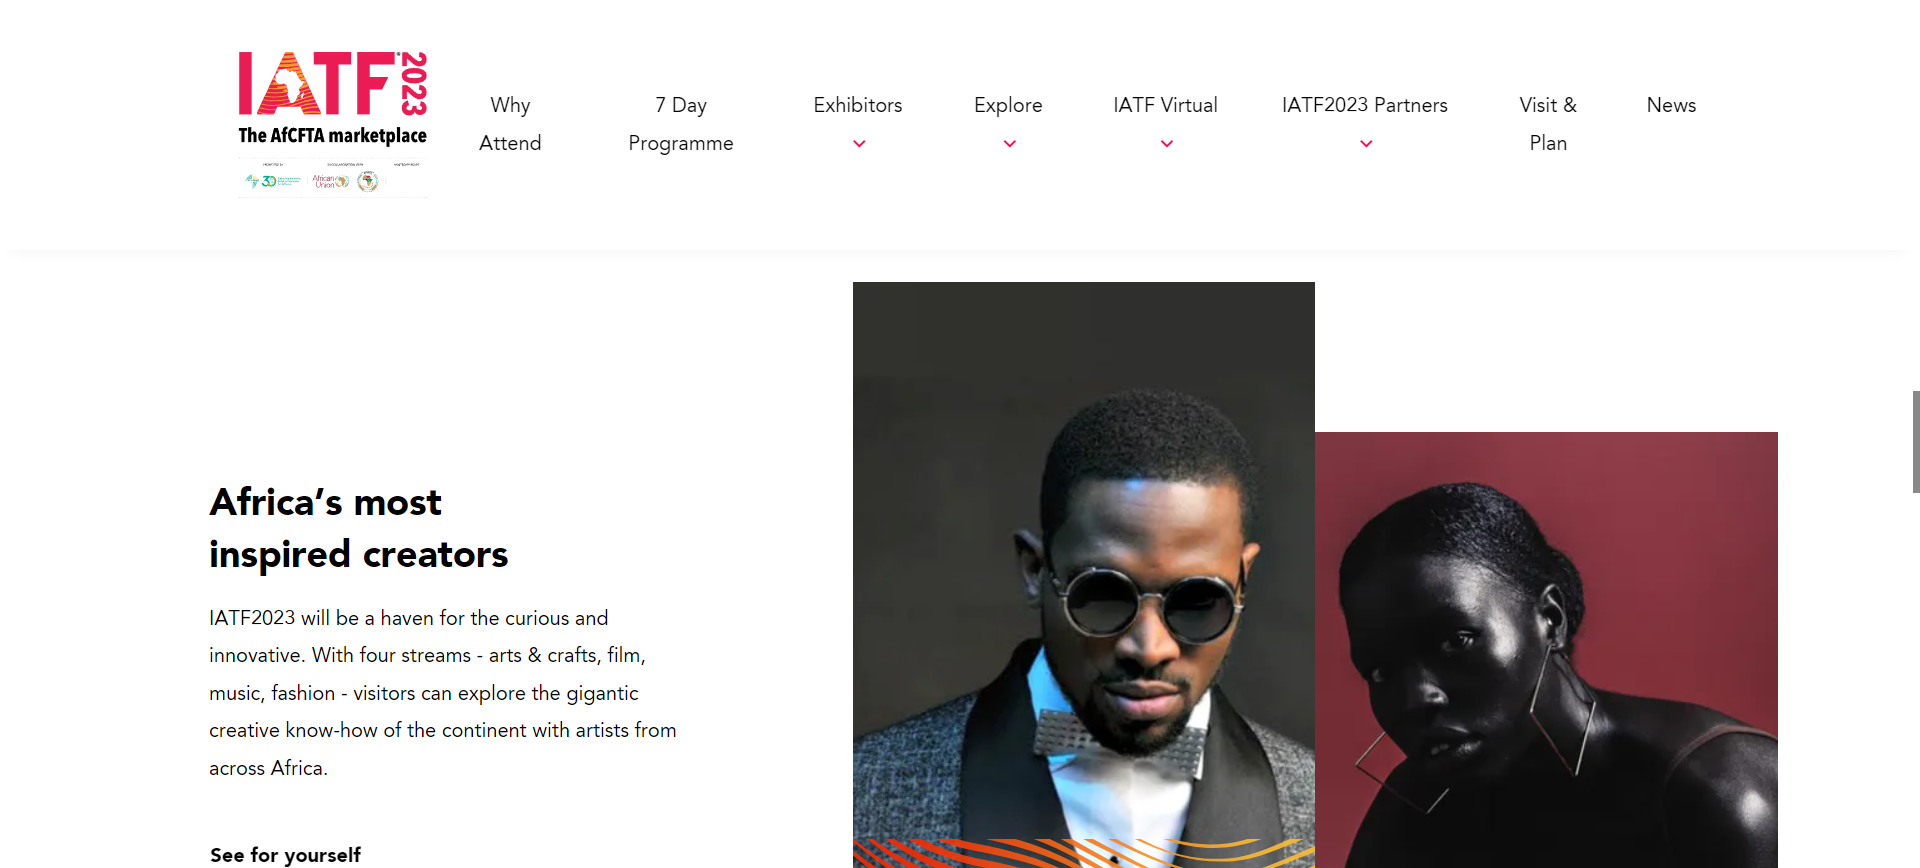 IATF 2023
The AfCFTA marketplace
African
Union
Why
Attend
7 Day
Programme
Exhibitors
Explore
IATF Virtual
IATF2023 Partners
Visit &
Plan
News
Africa’s most
inspired creators
IATF2023 will be a haven for the curious and
innovative. With four streams - arts & crafts, film,
music, fashion - visitors can explore the gigantic
creative know-how of the continent with artists from
across Africa.
See for yourself